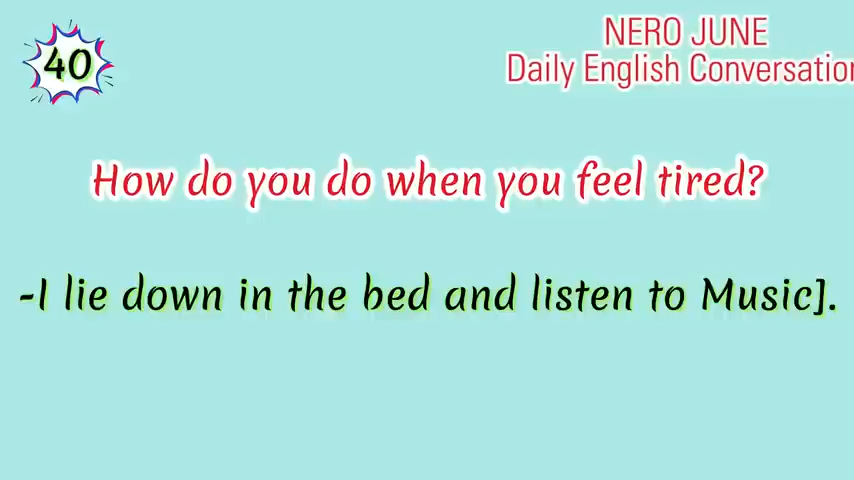 40
NERO JUNE
Daily English Conversation
How do you do when you feel tired?
-I lie down in the bed and listen to Music].